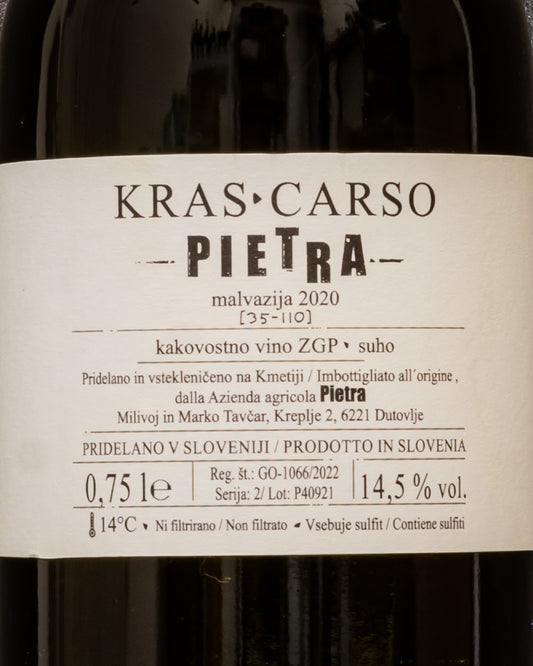 KRAS CARSO
PIETRA
malvazija 2020
[35-110]
kakovostno vino ZGP suho
Pridelano in vstekleničeno na Kmetiji / Imbottigliato all´origine,
dalla Azienda agricola Pietra
Milivoj in Marko Tavčar, Kreplje 2, 6221 Dutovlje
PRIDELANO V SLOVENIJI / PRODOTTO IN SLOVENIA
0,75 l℮
Reg. št.: GO-1066/2022
Serija: 2/ Lot: P40921
14,5 % vol.
14°C Ni filtrirano / Non filtrato Vsebuje sulfit / Contiene sulfiti